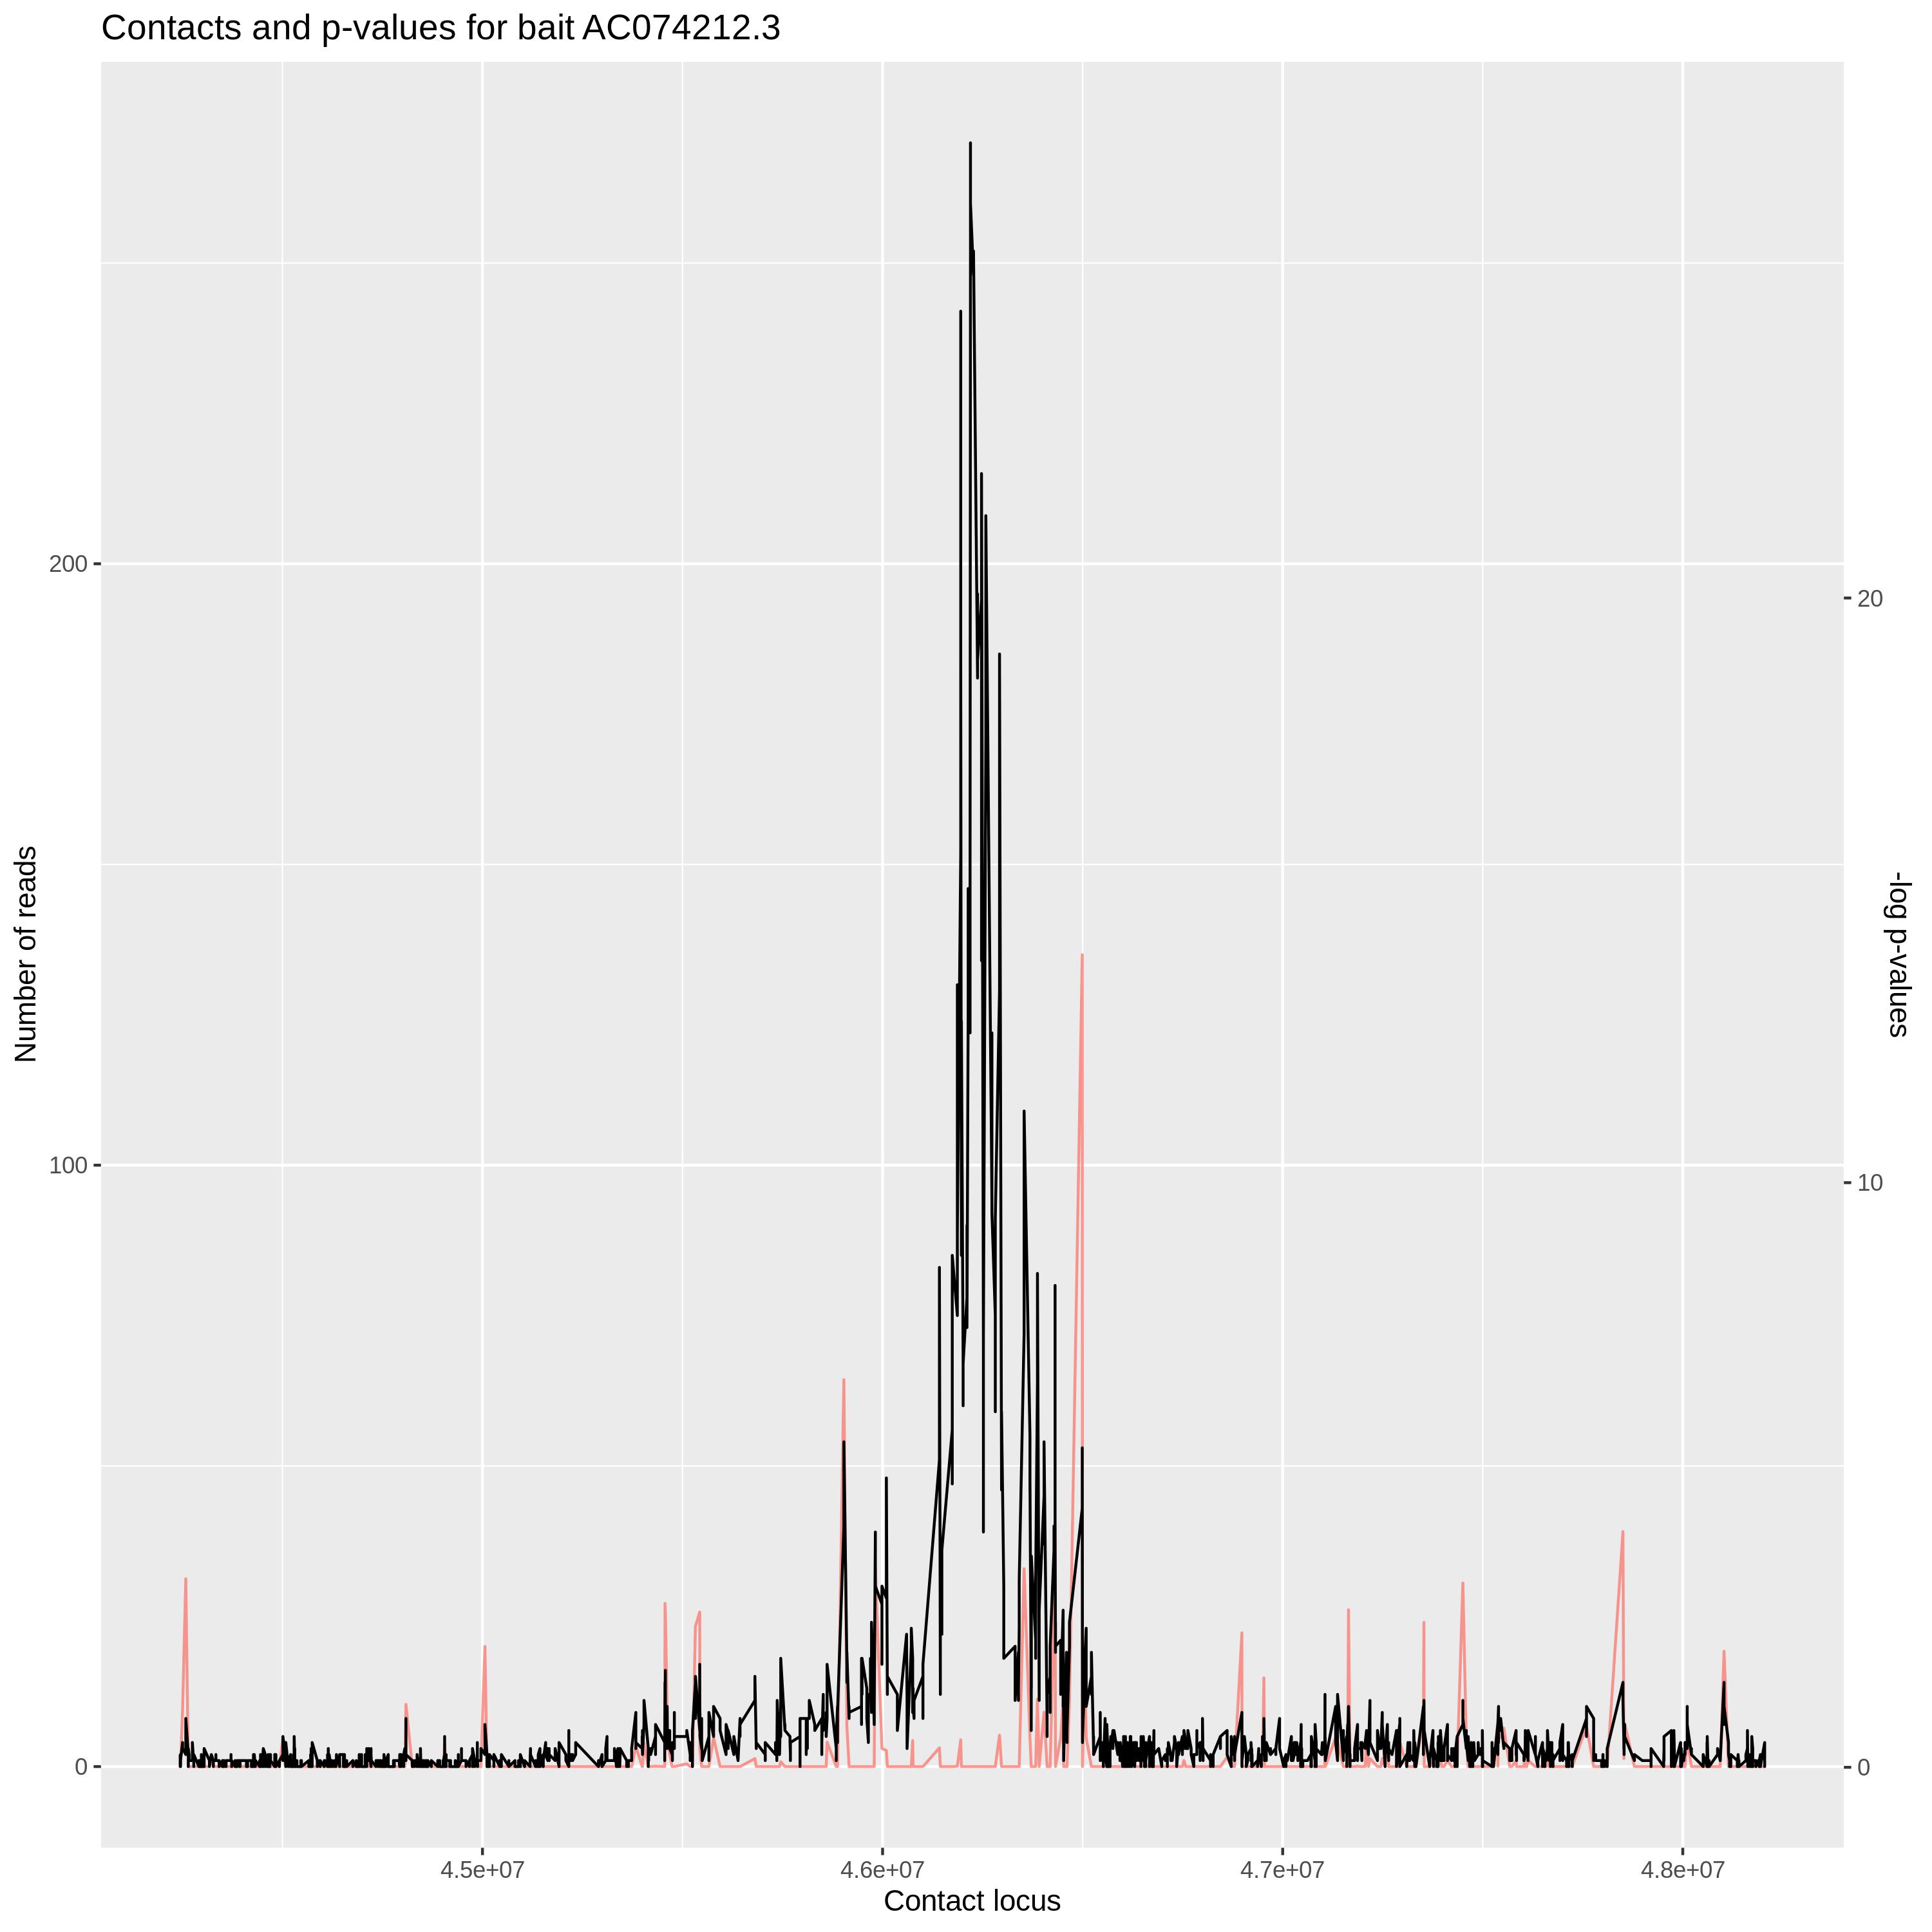 Contacts and p-values for bait AC074212.3
Number of reads
200
100
0
20
10
0
-log p-values
4.5e+07 4.6e+07 4.7e+07 4.8e+07
Contact locus